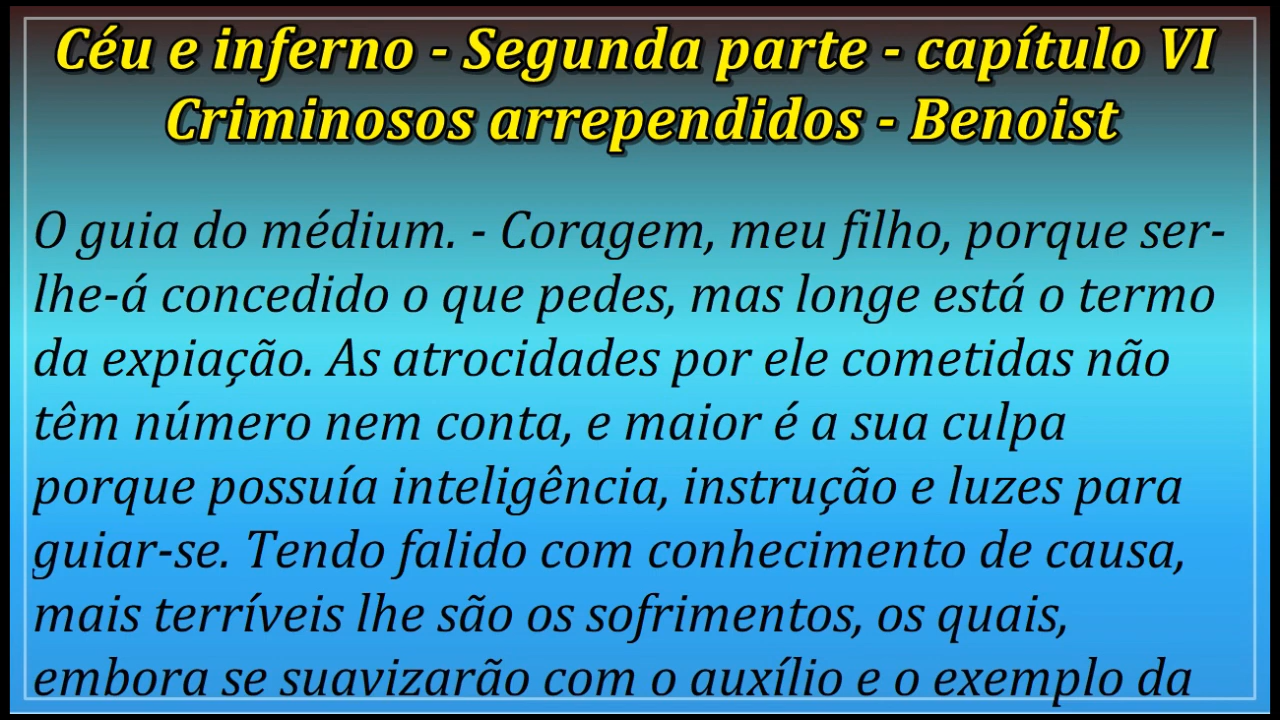 Céu e inferno - Segunda parte - capítulo VI
Criminosos arrependidos - Benoist
O guia do médium. - Coragem, meu filho, porque ser-
lhe-á concedido o que pedes, mas longe está o termo
da expiação. As atrocidades por ele cometidas não
têm número nem conta, e maior é a sua culpa
porque possuía inteligência, instrução e luzes para
guiar-se. Tendo falido com conhecimento de causa,
mais terríveis lhe são os sofrimentos, os quais,
embora se suavizarão com o auxílio e o exemplo da